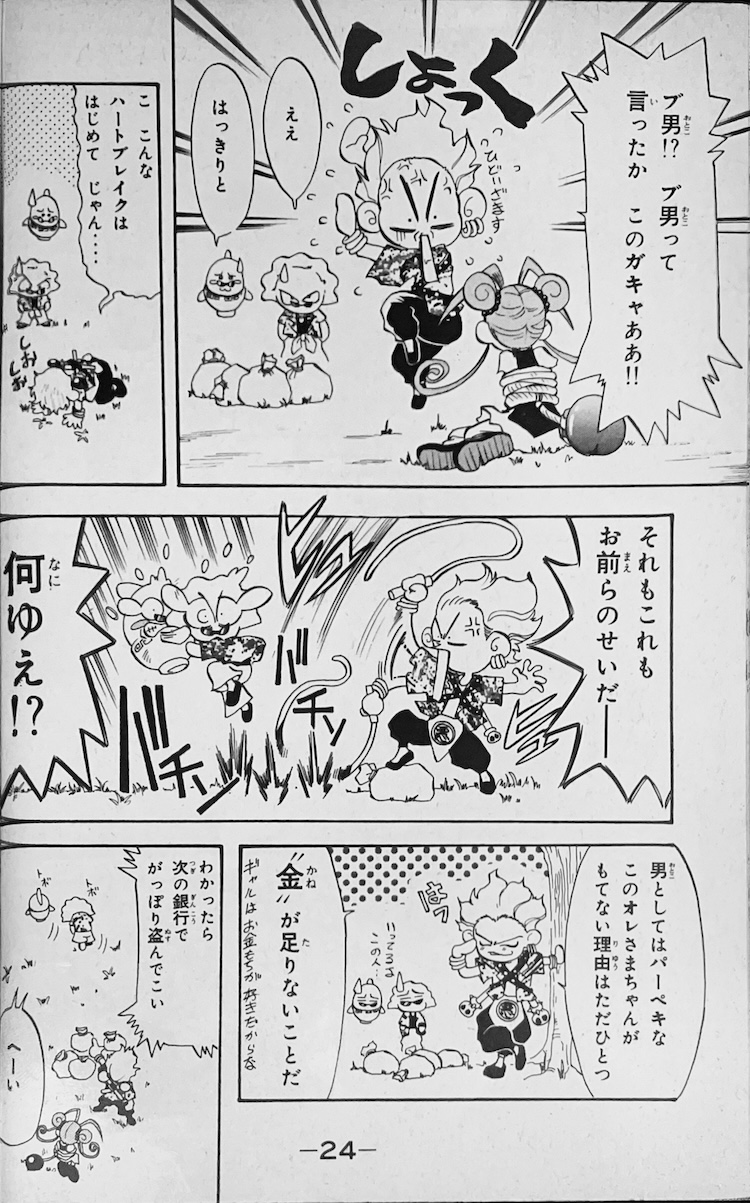 ブ男!? ブ男って
言ったか このガキャああ!!
しょっく
ひどいざきす
ええ
はっきりと
こ こんな
ハートブレイクは
はじめて じゃん‥‥
しおしお
それもこれも
お前らのせいだ——
バチンッ
バチンッ
何ゆえ!?
男としてはパーペキな
このオレさまちゃんが
もてない理由はただひとつ
はっ
いってるよ
この人…
〝金〟が足りないことだ
ギャルはお金もちが好きだからな
わかったら
次の銀行で
がっぽり盗んでこい
トボ
トボ
へーい
—24—